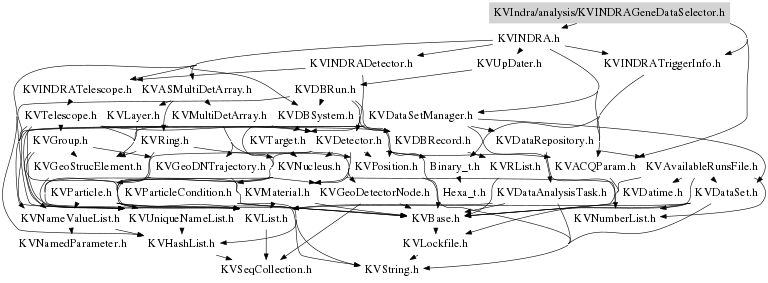 KVIndra/analysis/KVINDRAGeneDataSelector.h
KVINDRA.h
KVINDRADetector.h KVUpDater.h KVINDRATriggerInfo.h
KVINDRATelescope.h KVASMultiDetArray.h KVDBRun.h
KVTelescope.h KVLayer.h KVMultiDetArray.h KVDBSystem.h KVDataSetManager.h
KVGroup.h KVRing.h KVTarget.h KVDetector.h KVDBRecord.h KVDataRepository.h
KVGeoStrucElement.h KVGeoDNTrajectory.h KVNucleus.h KVPosition.h Binary_t.h KVRList.h KVACQParam.h KVAvailableRunsFile.h
KVParticle.h KVParticleCondition.h KVMaterial.h KVGeoDetectorNode.h Hexa_t.h KVDataAnalysisTask.h KVDatime.h KVDataSet.h
KVNameValueList.h KVUniqueNameList.h KVList.h KVBase.h KVNumberList.h
KVNamedParameter.h KVHashList.h KVLockfile.h
KVSeqCollection.h KVString.h